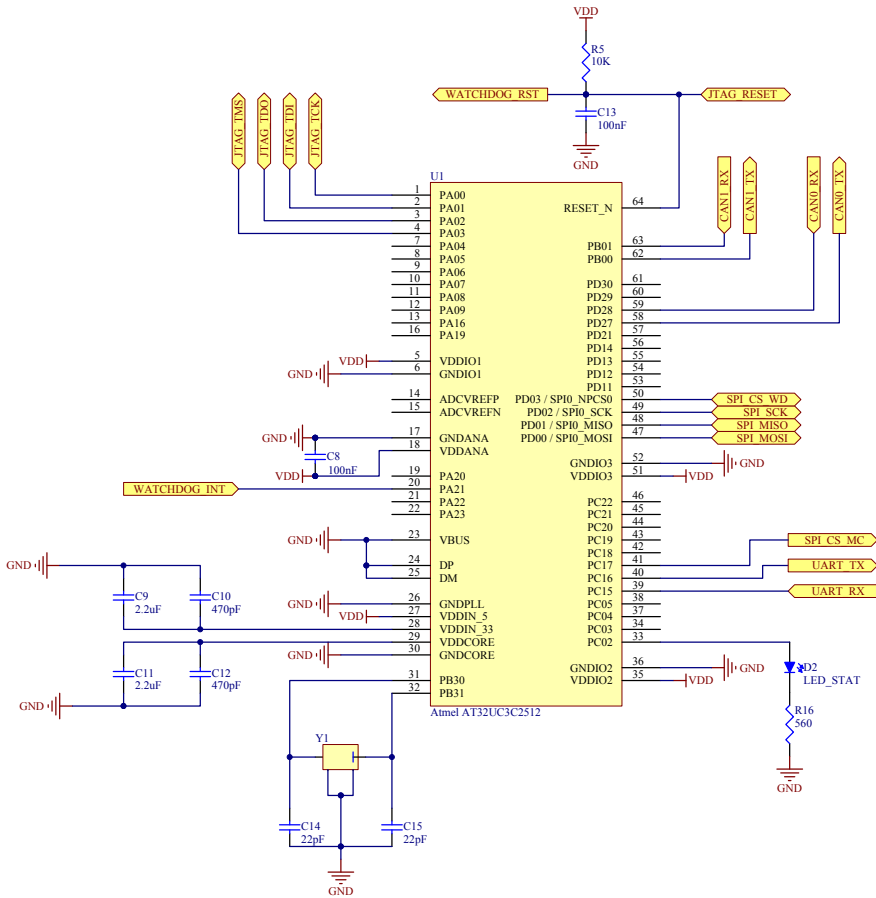 VDD
R5
10K
WATCHDOG_RST
JTAG_RESET
C13
100nF
GND
JTAG_TMS
JTAG_TDO
JTAG_TDI
JTAG_TCK
CAN1_RX
CAN1_TX
CAN0_RX
CAN0_TX
U1
1 PA00
2 PA01
3 PA02
4 PA03
7 PA04
8 PA05
9 PA06
10 PA07
11 PA08
12 PA09
13 PA16
16 PA19
VDD 5 VDDIO1
GND 6 GNDIO1
14 ADCVREFP
15 ADCVREFN
GND 17 GNDANA
18 VDDANA
C8
100nF
VDD
19 PA20
WATCHDOG_INT 20 PA21
21 PA22
22 PA23
GND 23 VBUS
24 DP
25 DM
GND 26 GNDPLL
VDD 27 VDDIN_5
28 VDDIN_33
29 VDDCORE
GND 30 GNDCORE
31 PB30
32 PB31
RESET_N 64
PB01 63
PB00 62
PD30 61
PD29 60
PD28 59
PD27 58
PD21 57
PD14 56
PD13 55
PD12 54
PD11 53
PD03 / SPI0_NPCS0 50 SPI_CS_WD
PD02 / SPI0_SCK 49 SPI_SCK
PD01 / SPI0_MISO 48 SPI_MISO
PD00 / SPI0_MOSI 47 SPI_MOSI
GNDIO3 52 GND
VDDIO3 51 VDD
PC22 46
PC21 45
PC20 44
PC19 43
PC18 42
PC17 41
PC16 40
PC15 39
PC05 38
PC04 37
PC03 34
PC02 33
GNDIO2 36 GND
VDDIO2 35 VDD
SPI_CS_MC
UART_TX
UART_RX
Atmel AT32UC3C2512
GND
C9
2.2uF
C10
470pF
C11
2.2uF
C12
470pF
GND
D2
LED_STAT
R16
560
GND
Y1
C14
22pF
C15
22pF
GND